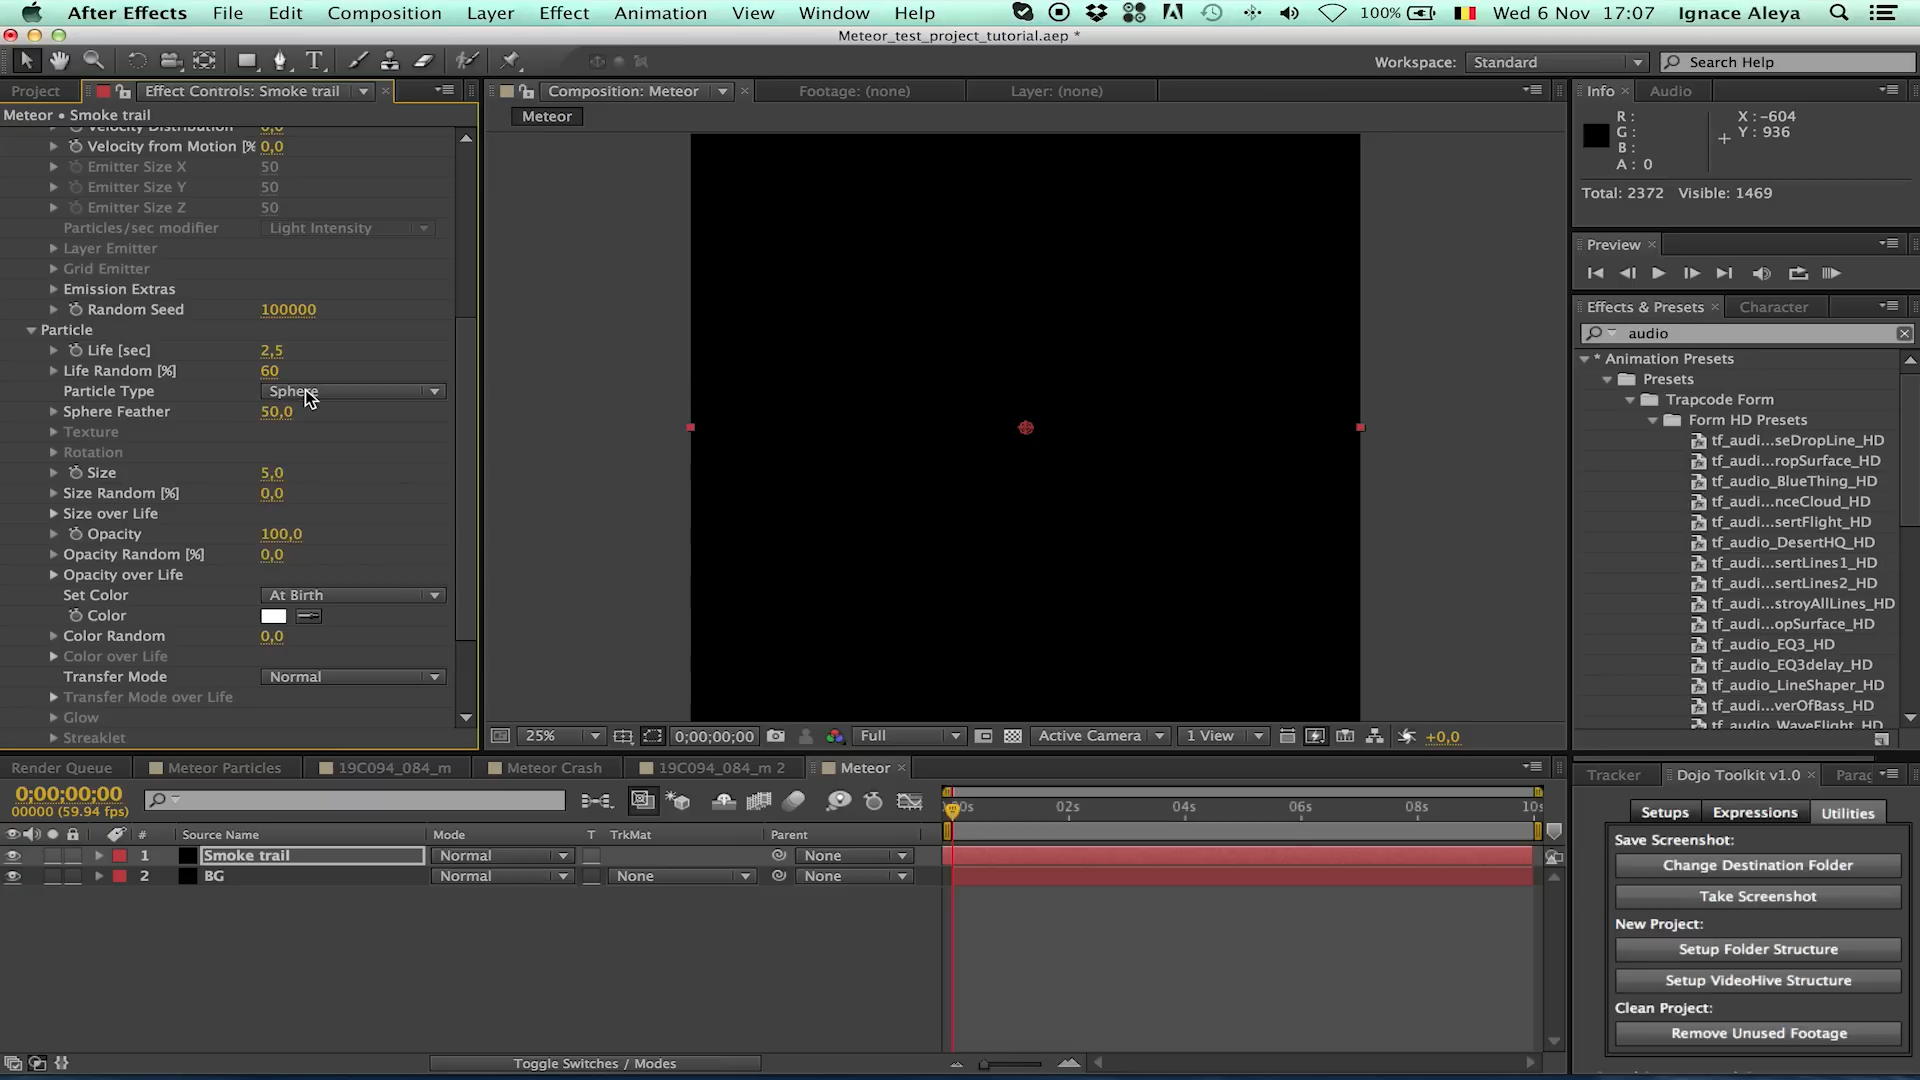 After Effects File Edit Composition Layer Effect Animation View Window Help 100% Wed 6 Nov 17:07 Ignace Aleya
Meteor_test_project_tutorial.aep *
Workspace: Standard Search Help
Project Effect Controls: Smoke trail Composition: Meteor Footage: (none) Layer: (none) Info Audio
Meteor • Smoke trail
Meteor
R :
G :
B :
A : 0
X : -604
Y : 936
Total: 2372 Visible: 1469
Velocity Distribution 0,0
Velocity from Motion [% 0,0
Emitter Size X 50
Emitter Size Y 50
Emitter Size Z 50
Particles/sec modifier Light Intensity
Layer Emitter
Grid Emitter
Emission Extras
Random Seed 100000
Particle
Life [sec] 2,5
Life Random [%] 60
Particle Type Sphere
Sphere Feather 50,0
Texture
Rotation
Size 5,0
Size Random [%] 0,0
Size over Life
Opacity 100,0
Opacity Random [%] 0,0
Opacity over Life
Set Color At Birth
Color
Color Random 0,0
Color over Life
Transfer Mode Normal
Transfer Mode over Life
Glow
Streaklet
25% 0;00;00;00 Full Active Camera 1 View +0,0
Preview
Effects & Presets Character
audio
* Animation Presets
Presets
Trapcode Form
Form HD Presets
tf_audi...seDropLine_HD
tf_audi...ropSurface_HD
tf_audio_BlueThing_HD
tf_audi...nceCloud_HD
tf_audi...sertFlight_HD
tf_audio_DesertHQ_HD
tf_audi...sertLines1_HD
tf_audi...sertLines2_HD
tf_audi...stroyAllLines_HD
tf_audi...opSurface_HD
tf_audio_EQ3_HD
tf_audio_EQ3delay_HD
tf_audio_LineShaper_HD
tf_audi...verOfBass_HD
tf_audio_WaveFlight_HD
Render Queue Meteor Particles 19C094_084_m Meteor Crash 19C094_084_m 2 Meteor
0;00;00;00
00000 (59.94 fps)
:00s 02s 04s 06s 08s 10s
# Source Name Mode T TrkMat Parent
1 Smoke trail Normal None
2 BG Normal None None
Toggle Switches / Modes
Tracker Dojo Toolkit v1.0 Parag
Setups Expressions Utilities
Save Screenshot:
Change Destination Folder
Take Screenshot
New Project:
Setup Folder Structure
Setup VideoHive Structure
Clean Project:
Remove Unused Footage